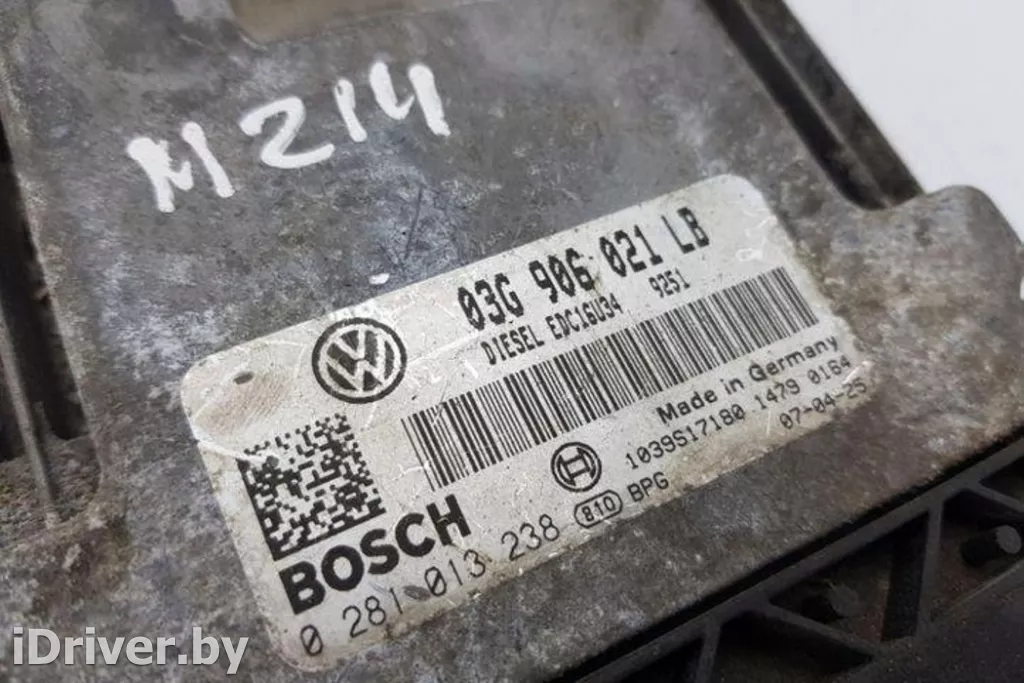 M214
03G 906 021 LB
DIESEL EDC16U34 9251
Made in Germany
1039S17180 1479 0164
07-04-25
BOSCH
810 BPG
0 281 013 238
iDriver.by